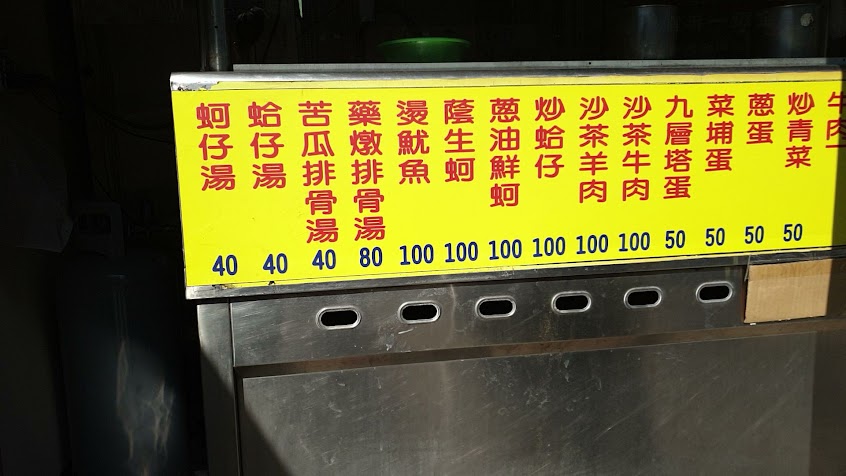 牛肉
炒青菜 50
蔥蛋 50
菜埔蛋 50
九層塔蛋 50
沙茶牛肉 100
沙茶羊肉 100
炒蛤仔 100
蔥油鮮蚵 100
蔭生蚵 100
燙魷魚 100
藥燉排骨湯 80
苦瓜排骨湯 40
蛤仔湯 40
蚵仔湯 40